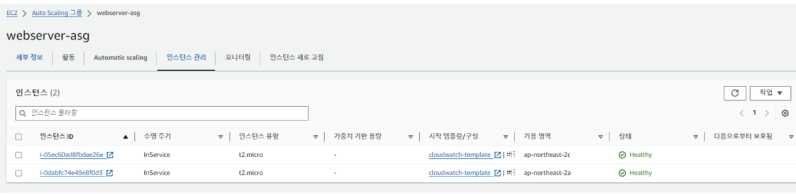 EC2 > Auto Scaling 그룹 > webserver-asg
webserver-asg
세부 정보 활동 Automatic scaling 인스턴스 관리 모니터링 인스턴스 새로 고침
인스턴스 (2)
작업
인스턴스 필터링
1
인스턴스 ID 수명 주기 인스턴스 유형 가중치 기반 용량 시작 템플릿/구성 가용 영역 상태 다음으로부터 보호됨
i-05ec60ad8fbdae26e InService t2.micro - cloudwatch-template | 버전 ap-northeast-2c Healthy
i-0dabfc74e49e8f0d3 InService t2.micro - cloudwatch-template | 버전 ap-northeast-2a Healthy